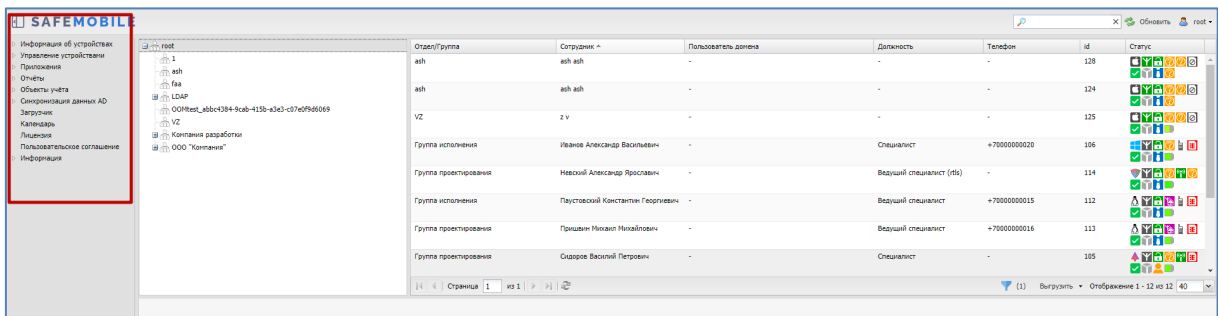 SAFEMOBILE
Обновить root
Информация об устройствах
Управление устройствами
Приложения
Отчёты
Объекты учёта
Синхронизация данных AD
Загрузчик
Календарь
Лицензия
Пользовательское соглашение
Информация
root
1
ash
faa
LDAP
OOMtest_abbc4384-9cab-415b-a3e3-c07e0f9d6069
VZ
Компания разработки
ООО "Компания"
Отдел/Группа Сотрудник Пользователь домена Должность Телефон id Статус
ash ash ash - - - 128
ash ash ash - - - 124
VZ z v - - - 125
Группа исполнения Иванов Александр Васильевич - Специалист +70000000020 106
Группа проектирования Невский Александр Ярославич - Ведущий специалист (rtls) - 114
Группа исполнения Паустовский Константин Георгиевич - Ведущий специалист +70000000015 112
Группа проектирования Пришвин Михаил Михайлович - Ведущий специалист +70000000016 113
Группа проектирования Сидоров Василий Петрович - Специалист - 105
Страница 1 из 1 (1) Выгрузить Отображение 1 - 12 из 12 40